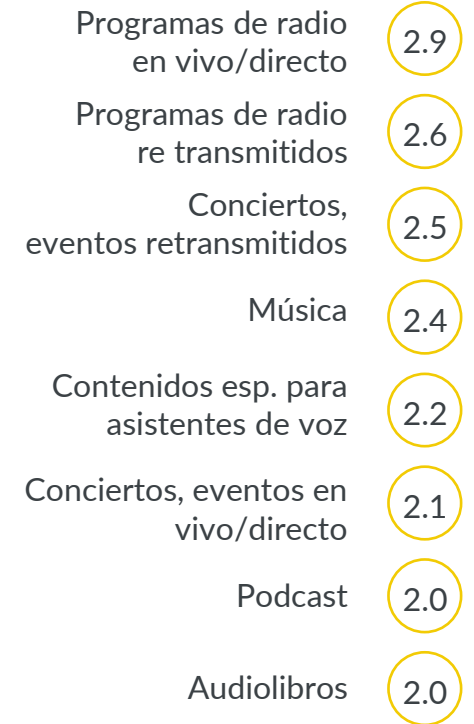 Programas de radio
en vivo/directo
2.9
Programas de radio
re transmitidos
2.6
Conciertos,
eventos retransmitidos
2.5
Música
2.4
Contenidos esp. para
asistentes de voz
2.2
Conciertos, eventos en
vivo/directo
2.1
Podcast
2.0
Audiolibros
2.0